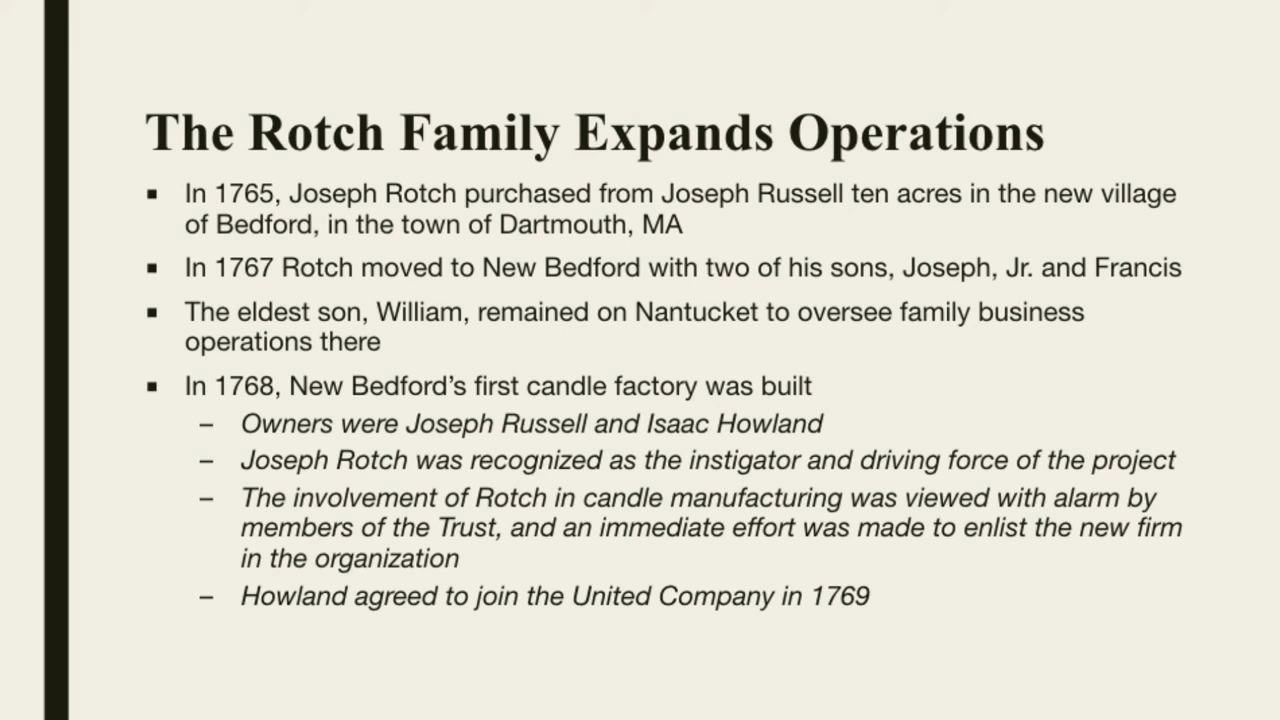 The Rotch Family Expands Operations
▪ In 1765, Joseph Rotch purchased from Joseph Russell ten acres in the new village
of Bedford, in the town of Dartmouth, MA
▪ In 1767 Rotch moved to New Bedford with two of his sons, Joseph, Jr. and Francis
▪ The eldest son, William, remained on Nantucket to oversee family business
operations there
▪ In 1768, New Bedford’s first candle factory was built
– Owners were Joseph Russell and Isaac Howland
– Joseph Rotch was recognized as the instigator and driving force of the project
– The involvement of Rotch in candle manufacturing was viewed with alarm by
members of the Trust, and an immediate effort was made to enlist the new firm
in the organization
– Howland agreed to join the United Company in 1769